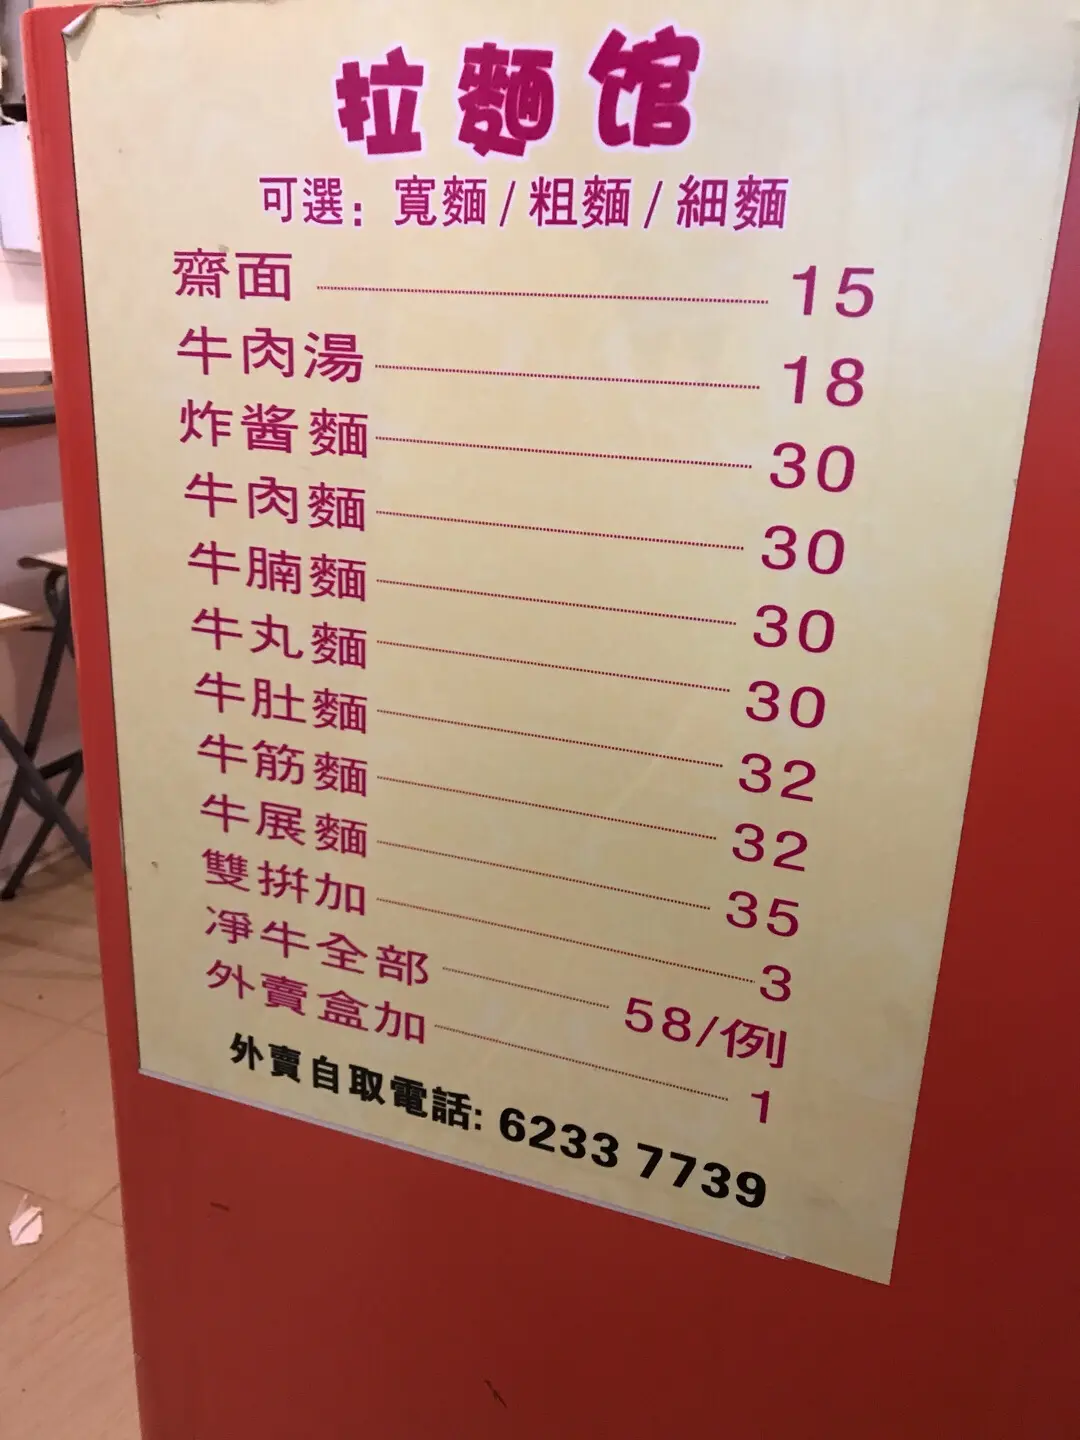 拉麵馆
可選：寬麵/粗麵/細麵
齋面 15
牛肉湯 18
炸酱麵 30
牛肉麵 30
牛腩麵 30
牛丸麵 30
牛肚麵 32
牛筋麵 32
牛展麵 35
雙拼加 3
凈牛全部 58/例
外賣盒加 1
外賣自取電話: 6233 7739